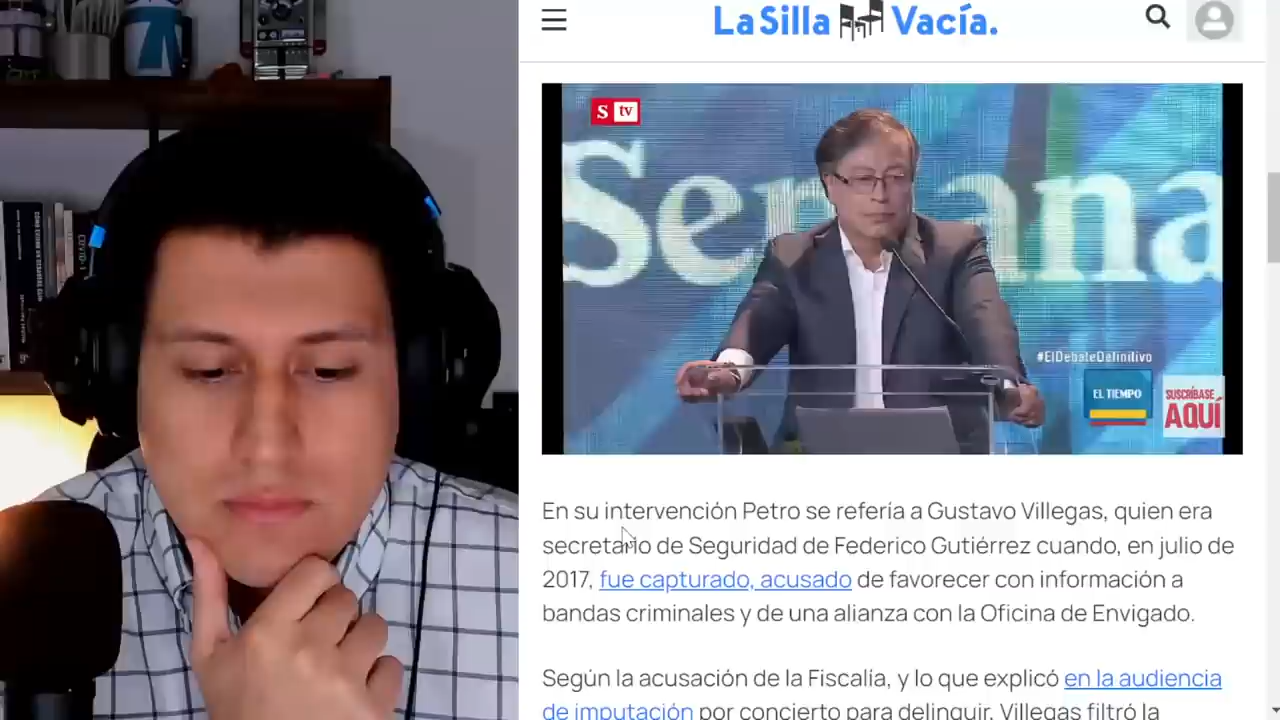 La Silla Vacía.
S tv
Semana
#ElDebateDefinitivo
EL TIEMPO
SUSCRÍBASE
AQUÍ
En su intervención Petro se refería a Gustavo Villegas, quien era
secretario de Seguridad de Federico Gutiérrez cuando, en julio de
2017, fue capturado, acusado de favorecer con información a
bandas criminales y de una alianza con la Oficina de Envigado.
Según la acusación de la Fiscalía, y lo que explicó en la audiencia
de imputación por concierto para delinquir, Villegas filtró la